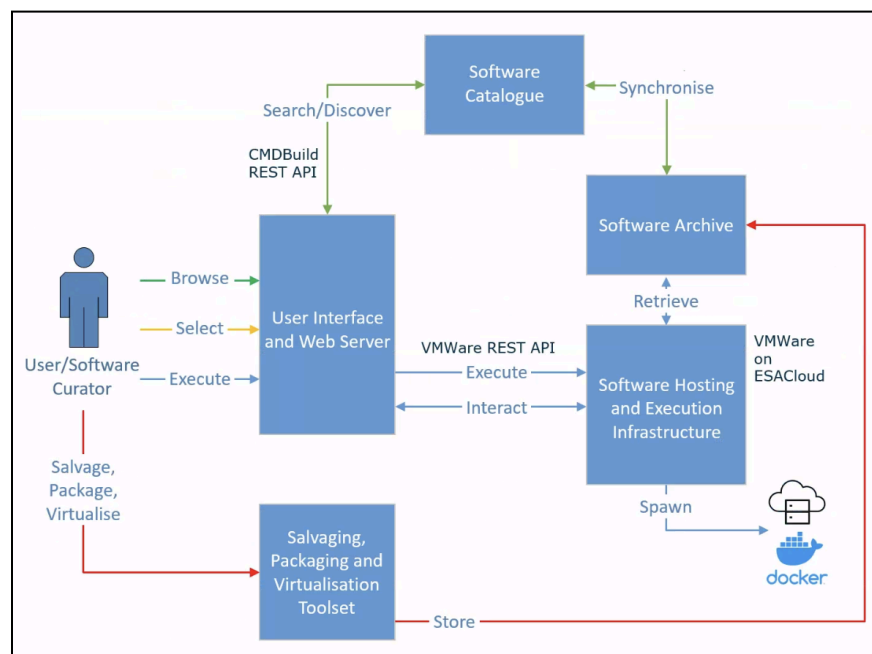 Software
Catalogue
Search/Discover
Synchronise
CMDBuild
REST API
Software Archive
Browse
Select
Execute
User/Software
Curator
User Interface
and Web Server
Retrieve
VMWare REST API
Execute
Interact
Software Hosting
and Execution
Infrastructure
VMWare
on
ESACloud
Salvage,
Package,
Virtualise
Spawn
docker
Salvaging,
Packaging and
Virtualisation
Toolset
Store